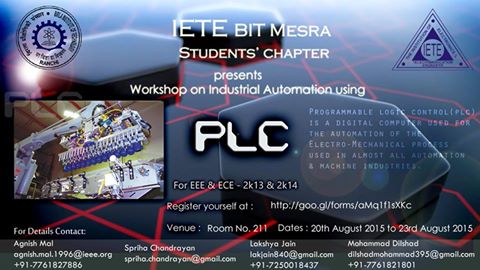 IETE BIT MESRA
STUDENTS' CHAPTER
presents
Workshop on Industrial Automation using
PLC
PROGRAMMABLE LOGIC CONTROL(PLC)
IS A DIGITAL COMPUTER USED FOR
THE AUTOMATION OF THE
ELECTRO-MECHANICAL PROCESS
USED IN ALMOST ALL AUTOMATION
& MACHINE INDUSTRIES.
For EEE & ECE - 2k13 & 2k14
Register yourself at : http://goo.gl/forms/aMq1f1sXKc
Venue : Room No. 211 Dates : 20th August 2015 to 23rd August 2015
For Details Contact:
Agnish Mal
agnish.mal.1996@ieee.org
+91-7761827886
Spriha Chandrayan
spriha.chandrayan@gmail.com
Lakshya Jain
lakjain840@gmail.com
+91-7250018437
Mohammad Dilshad
dilshadmohammad395@gmail.com
+91-7761821801
RANCHI
IETE
PLC